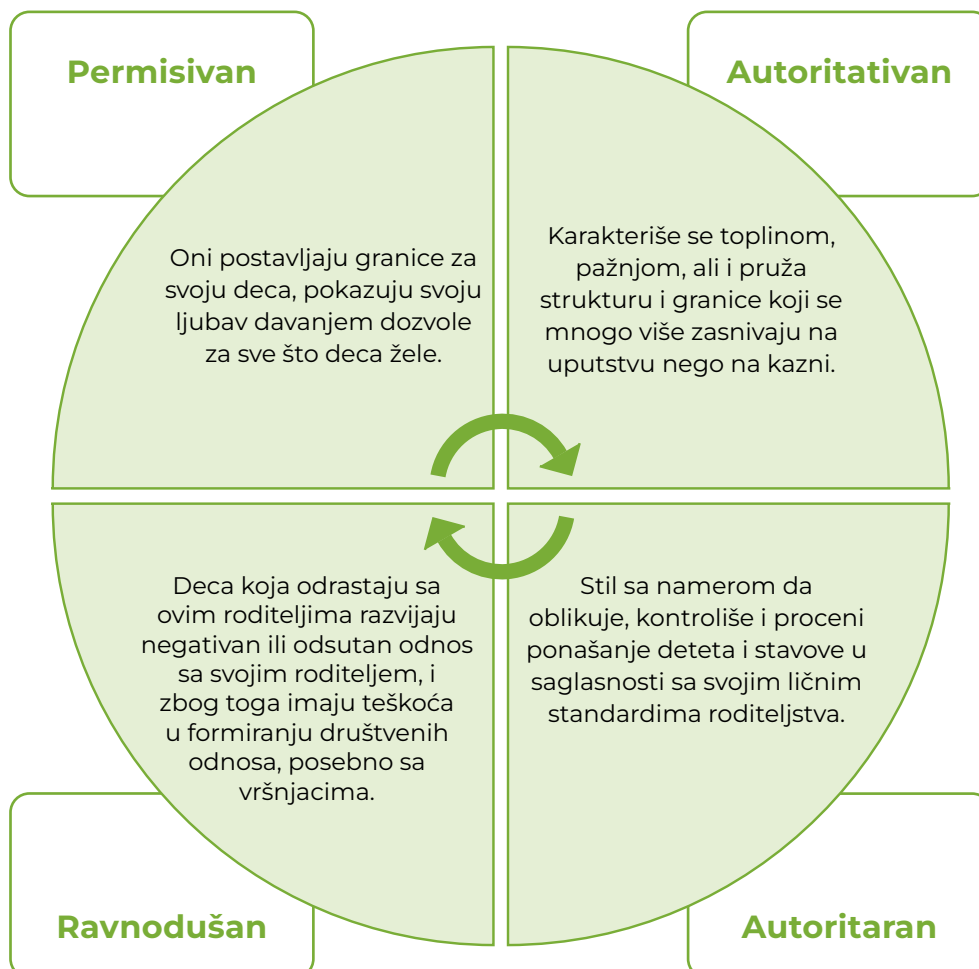 Permisivan
Autoritativan
Oni postavljaju granice za
svoju deca, pokazuju svoju
ljubav davanjem dozvole
za sve što deca žele.
Karakteriše se toplinom,
pažnjom, ali i pruža
strukturu i granice koji se
mnogo više zasnivaju na
uputstvu nego na kazni.
Deca koja odrastaju sa
ovim roditeljima razvijaju
negativan ili odsutan odnos
sa svojim roditeljem, i
zbog toga imaju teškoća
u formiranju društvenih
odnosa, posebno sa
vršnjacima.
Stil sa namerom da
oblikuje, kontroliše i proceni
ponašanje deteta i stavove u
saglasnosti sa svojim ličnim
standardima roditeljstva.
Ravnodušan
Autoritaran